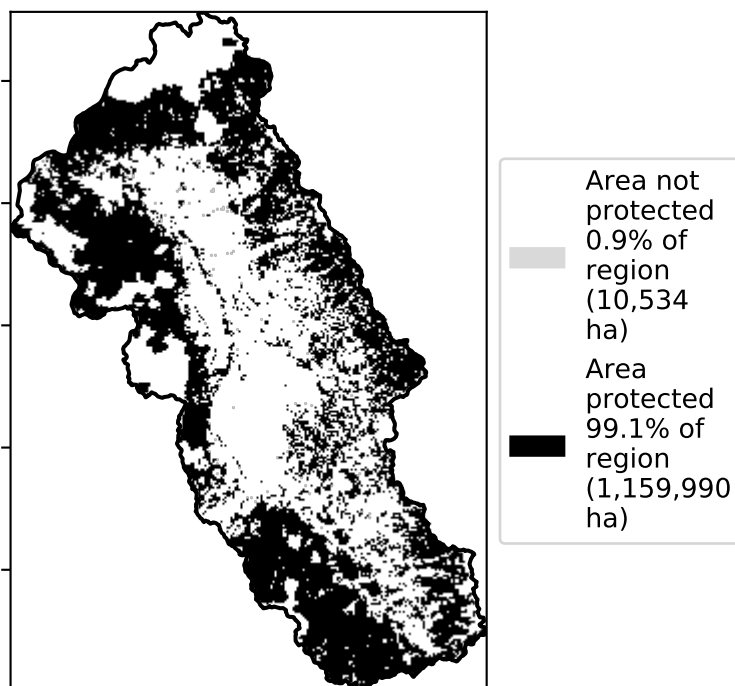 Area not
protected
0.9% of
region
(10,534
ha)
Area
protected
99.1% of
region
(1,159,990
ha)